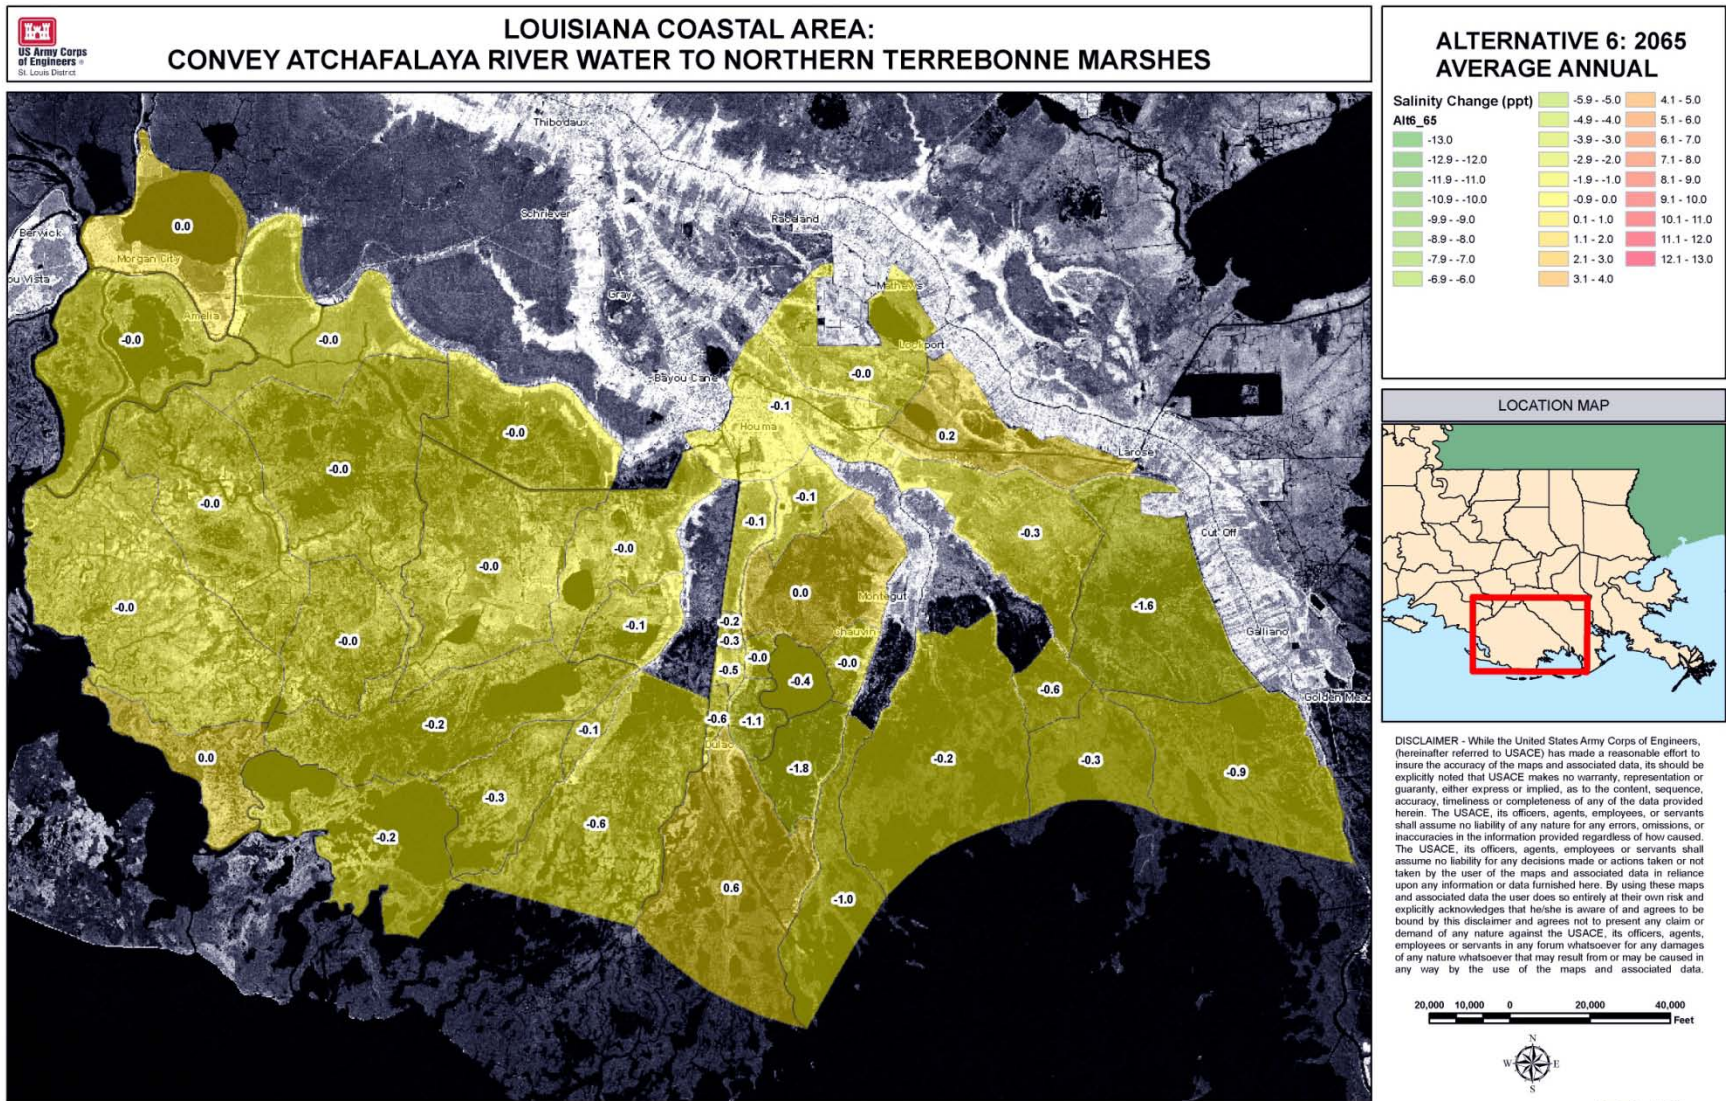 US Army Corps
of Engineers ®
St. Louis District
LOUISIANA COASTAL AREA:
CONVEY ATCHAFALAYA RIVER WATER TO NORTHERN TERREBONNE MARSHES
Thibodaux
Schriever
Raceland
Berwick
0.0
Morgan City
ou Vista
Gray
Mathews
Amelia
-0.0
-0.0
Lockport
Bayou Cane
-0.0
-0.1
Houma
-0.0
0.2
Larose
-0.0
-0.0
-0.1
-0.1
-0.3
Cut Off
-0.0
-0.0
0.0
Montegut
-0.0
-1.6
-0.2
-0.1
Chauvin
Galliano
-0.0
-0.3
-0.0
-0.0
-0.5
-0.4
-0.6
Golden Mead
-0.2
-0.1
-0.6
-1.1
Dulac
0.0
-1.8
-0.2
-0.3
-0.9
-0.3
-0.6
-0.2
0.6
-1.0
ALTERNATIVE 6: 2065
AVERAGE ANNUAL
Salinity Change (ppt)
Alt6_65
-13.0
-12.9 - -12.0
-11.9 - -11.0
-10.9 - -10.0
-9.9 - -9.0
-8.9 - -8.0
-7.9 - -7.0
-6.9 - -6.0
-5.9 - -5.0
-4.9 - -4.0
-3.9 - -3.0
-2.9 - -2.0
-1.9 - -1.0
-0.9 - 0.0
0.1 - 1.0
1.1 - 2.0
2.1 - 3.0
3.1 - 4.0
4.1 - 5.0
5.1 - 6.0
6.1 - 7.0
7.1 - 8.0
8.1 - 9.0
9.1 - 10.0
10.1 - 11.0
11.1 - 12.0
12.1 - 13.0
LOCATION MAP
DISCLAIMER - While the United States Army Corps of Engineers,
(hereinafter referred to USACE) has made a reasonable effort to
insure the accuracy of the maps and associated data, its should be
explicitly noted that USACE makes no warranty, representation or
guaranty, either express or implied, as to the content, sequence,
accuracy, timeliness or completeness of any of the data provided
herein. The USACE, its officers, agents, employees, or servants
shall assume no liability of any nature for any errors, omissions, or
inaccuracies in the information provided regardless of how caused.
The USACE, its officers, agents, employees or servants shall
assume no liability for any decisions made or actions taken or not
taken by the user of the maps and associated data in reliance
upon any information or data furnished here. By using these maps
and associated data the user does so entirely at their own risk and
explicitly acknowledges that he/she is aware of and agrees to be
bound by this disclaimer and agrees not to present any claim or
demand of any nature against the USACE, its officers, agents,
employees or servants in any forum whatsoever for any damages
of any nature whatsoever that may result from or may be caused in
any way by the use of the maps and associated data.
20,000 10,000 0 20,000 40,000
Feet
N
W E
S